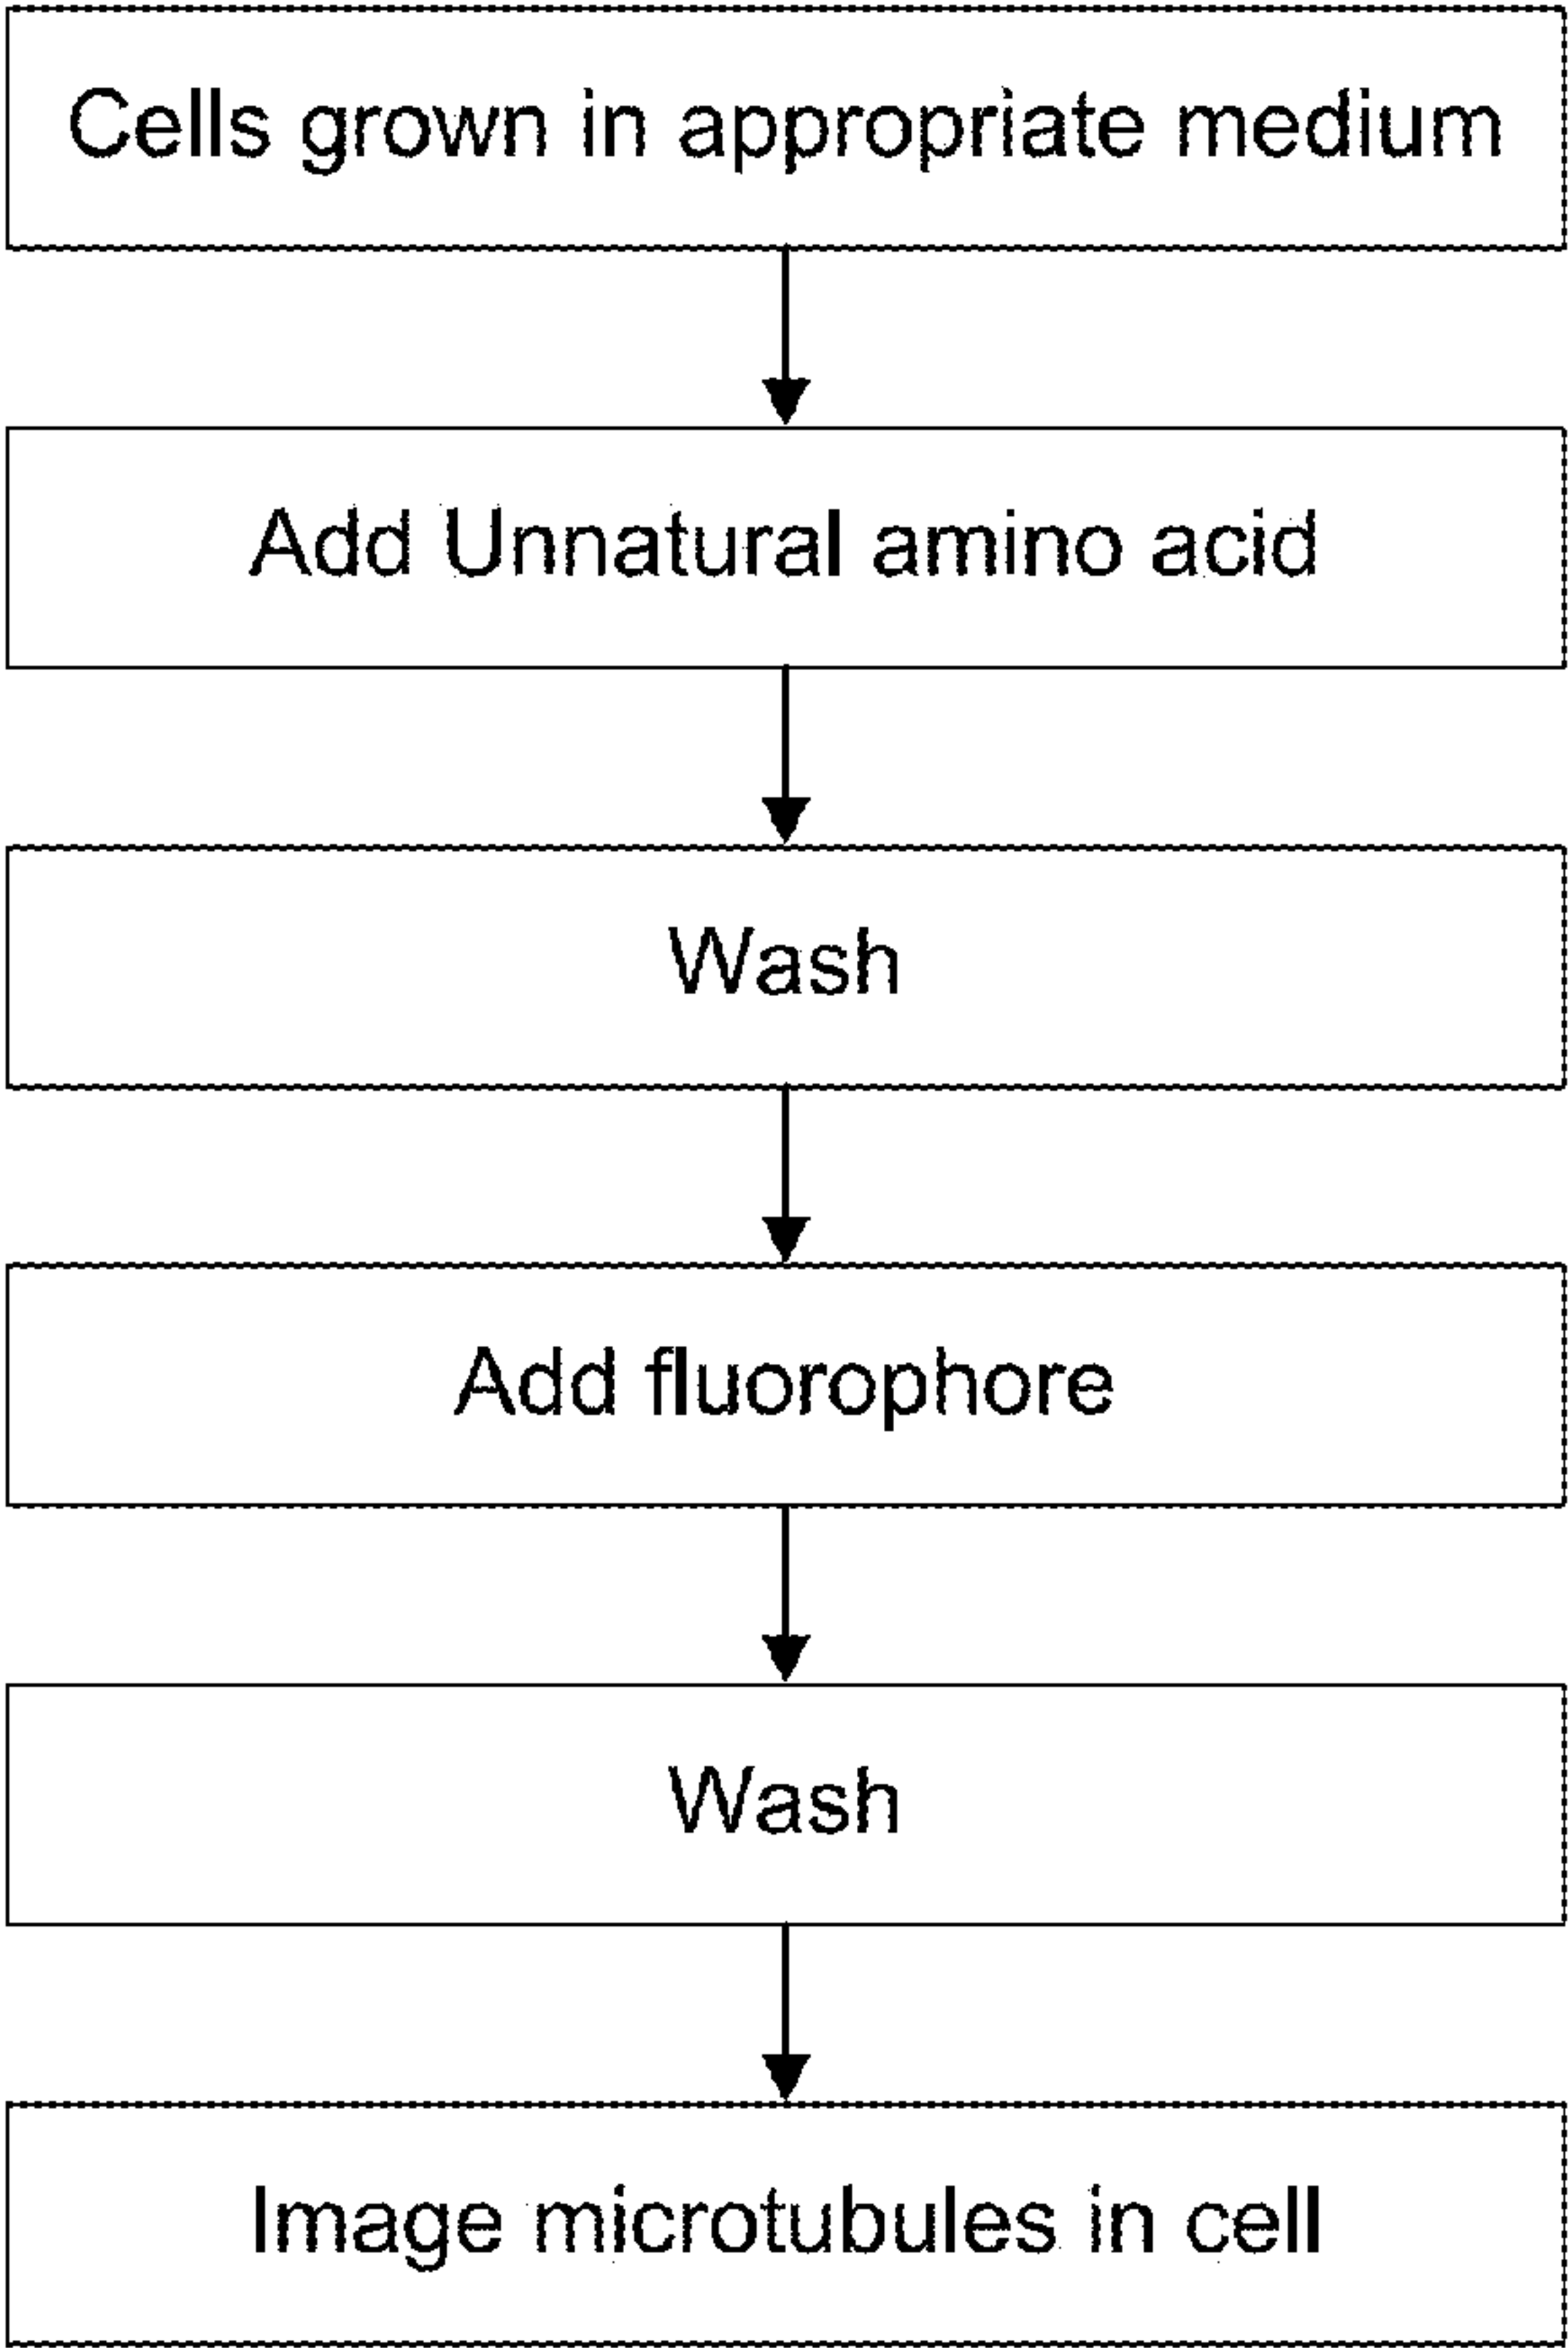 Cells grown in appropriate medium
Add Unnatural amino acid
Wash
Add fluorophore
Wash
Image microtubules in cell